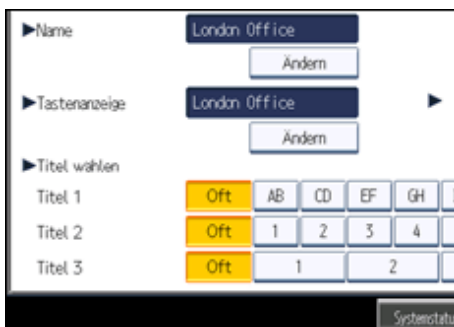 ►Name London Office
Ändern
►Tastenanzeige London Office ►
Ändern
►Titel wählen
Titel 1 Oft AB CD EF GH
Titel 2 Oft 1 2 3 4
Titel 3 Oft 1 2